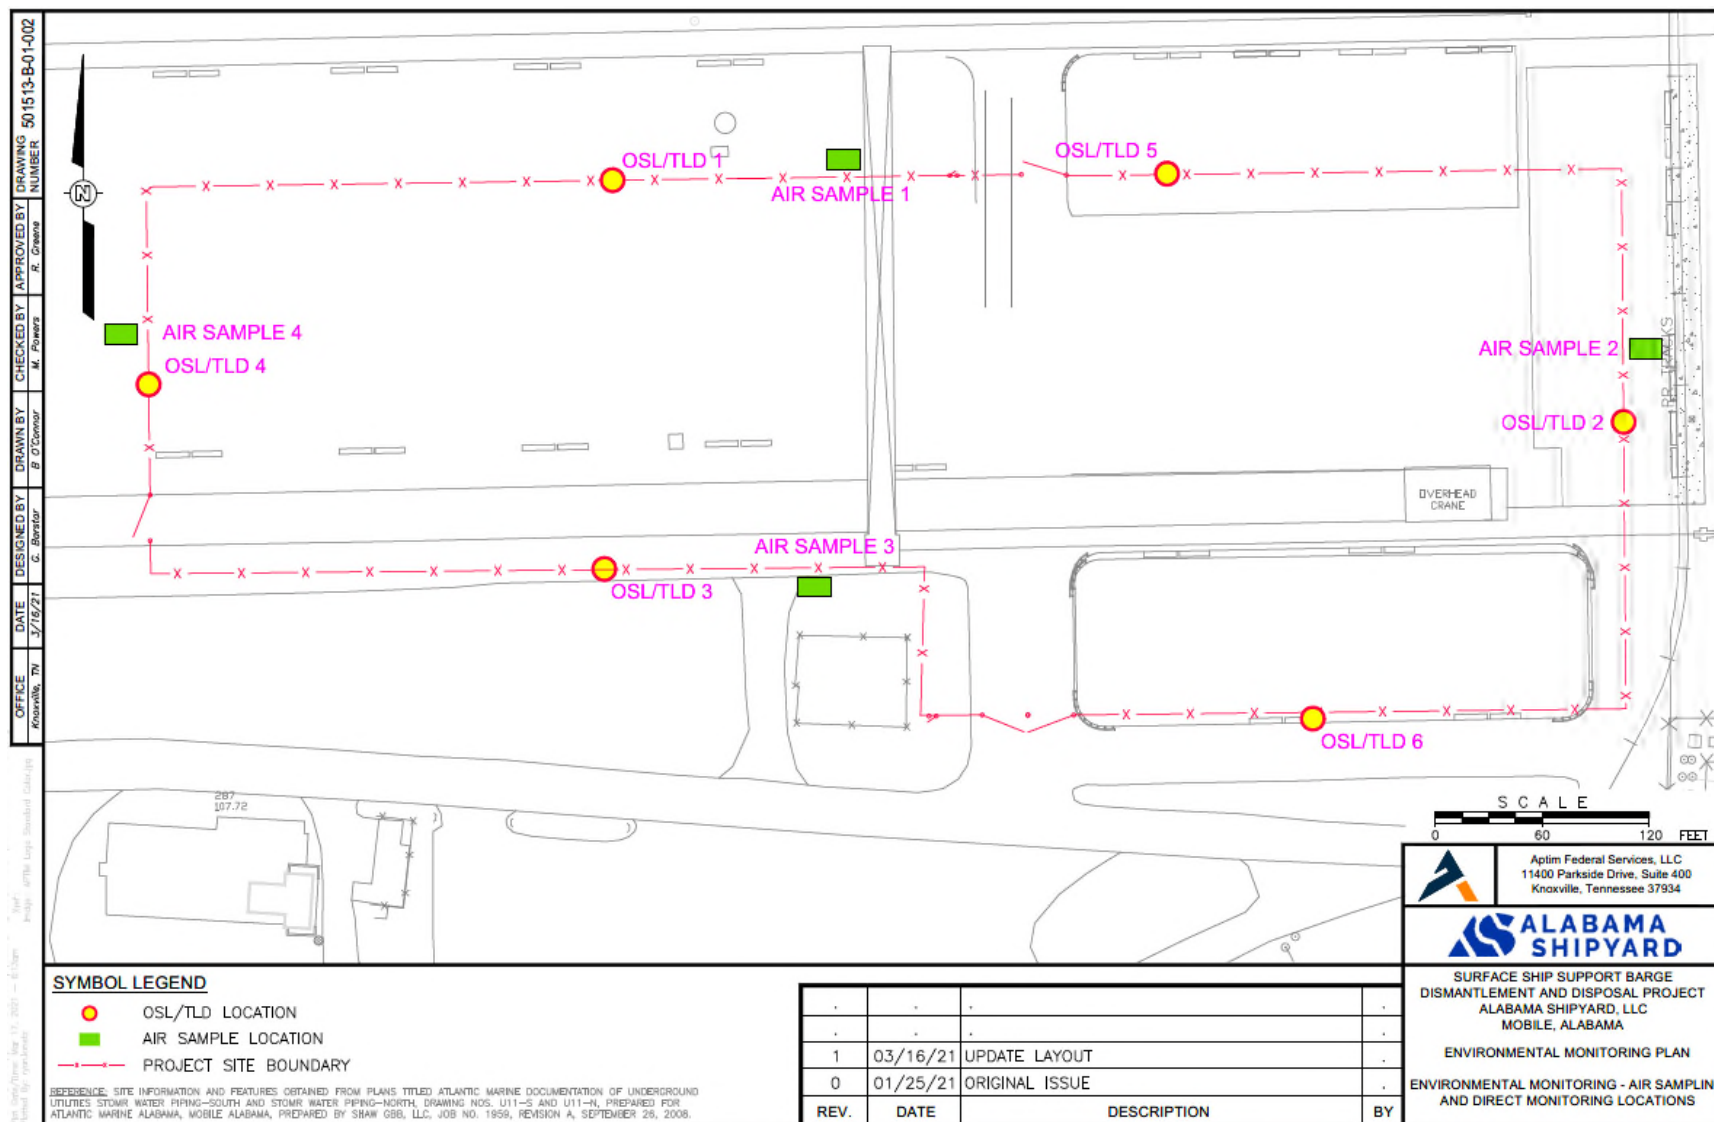 DRAWING NUMBER 501513-B-01-002
APPROVED BY R. Greene
CHECKED BY M. Powers
DRAWN BY B O'Connor
DESIGNED BY G. Barstar
DATE 3/16/21
OFFICE Knoxville, TN
N
OSL/TLD 1
AIR SAMPLE 1
OSL/TLD 5
AIR SAMPLE 4
OSL/TLD 4
AIR SAMPLE 2
RR TRACKS
OSL/TLD 2
OVERHEAD
CRANE
AIR SAMPLE 3
OSL/TLD 3
OSL/TLD 6
287
107.72
SCALE
0 60 120 FEET
Aptim Federal Services, LLC
11400 Parkside Drive, Suite 400
Knoxville, Tennessee 37934
ALABAMA
SHIPYARD
SURFACE SHIP SUPPORT BARGE
DISMANTLEMENT AND DISPOSAL PROJECT
ALABAMA SHIPYARD, LLC
MOBILE, ALABAMA
ENVIRONMENTAL MONITORING PLAN
ENVIRONMENTAL MONITORING - AIR SAMPLIN
AND DIRECT MONITORING LOCATIONS
SYMBOL LEGEND
OSL/TLD LOCATION
AIR SAMPLE LOCATION
PROJECT SITE BOUNDARY
REFERENCE: SITE INFORMATION AND FEATURES OBTAINED FROM PLANS TITLED ATLANTIC MARINE DOCUMENTATION OF UNDERGROUND
UTILITIES STOMR WATER PIPING-SOUTH AND STOMR WATER PIPING-NORTH, DRAWING NOS. U11-S AND U11-N, PREPARED FOR
ATLANTIC MARINE ALABAMA, MOBILE ALABAMA, PREPARED BY SHAW GBB, LLC, JOB NO. 1959, REVISION A, SEPTEMBER 26, 2008.
1 03/16/21 UPDATE LAYOUT
0 01/25/21 ORIGINAL ISSUE
REV. DATE DESCRIPTION BY